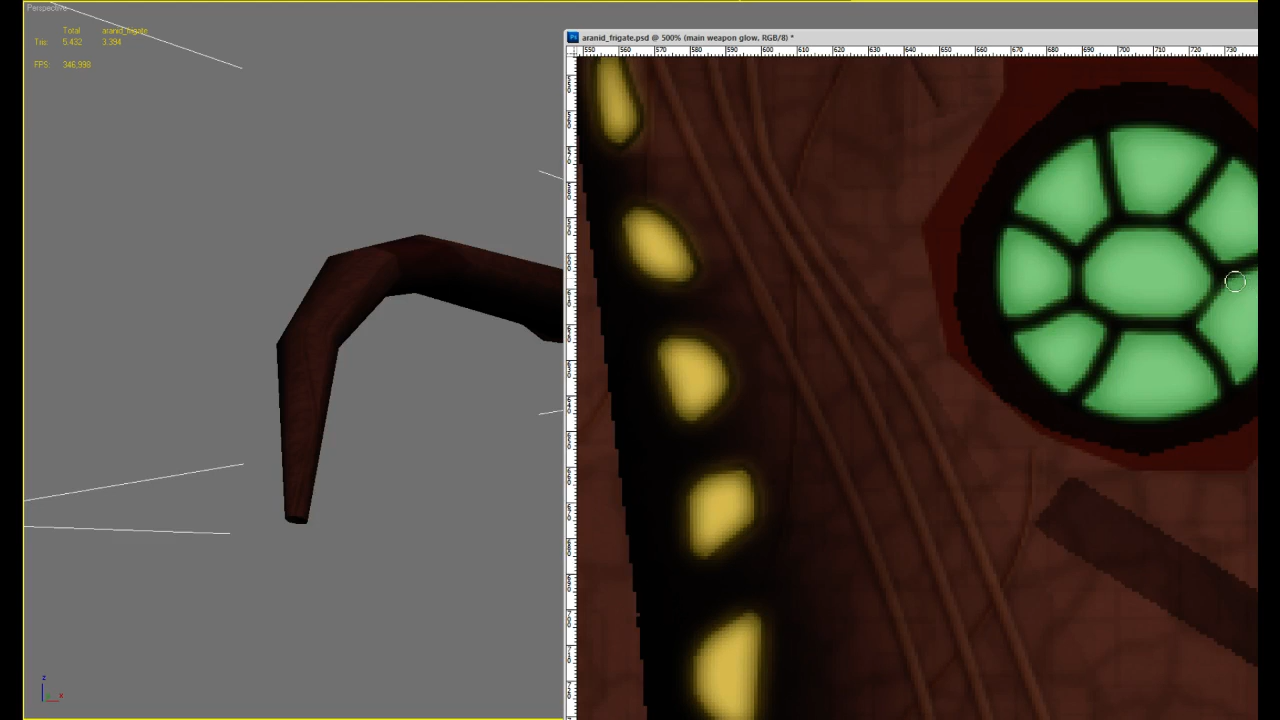 Perspective
Total aranid_frigate
Tris: 5.432 3.394
FPS: 346,998
aranid_frigate.psd @ 500% (main weapon glow, RGB/8) *
550 560 570 580 590 600 610 620 630 640 650 660 670 680 690 700 710 720 730
z
x